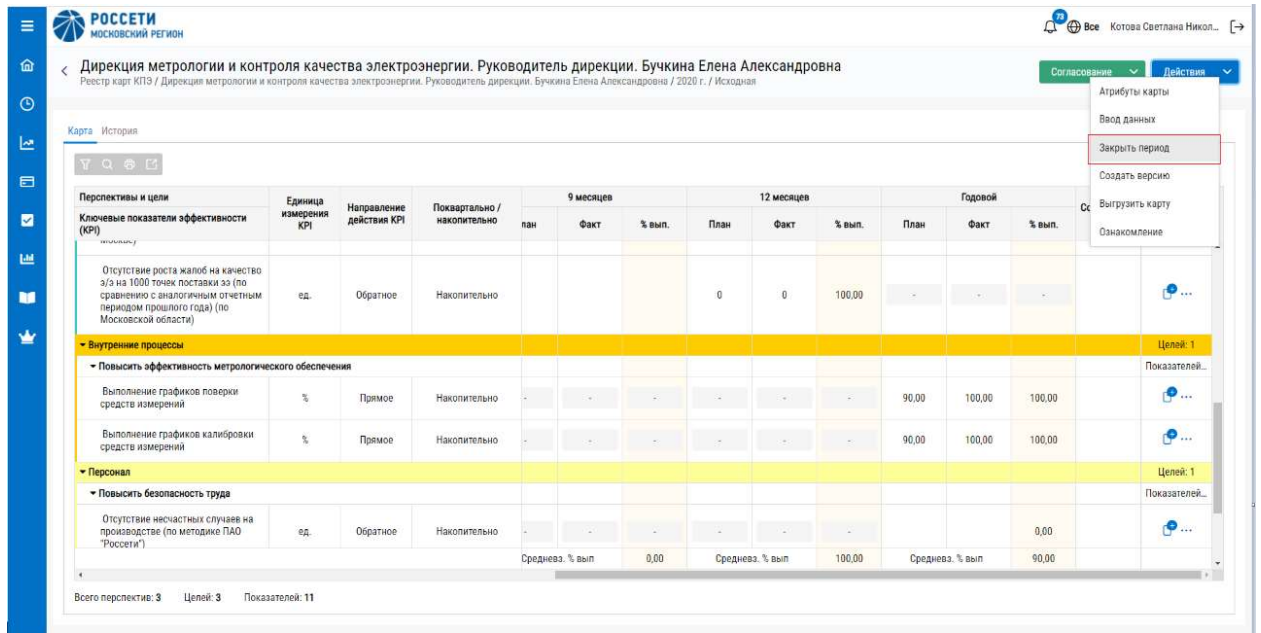 РОССЕТИ
МОСКОВСКИЙ РЕГИОН
73
Все
Котова Светлана Никол...
Дирекция метрологии и контроля качества электроэнергии. Руководитель дирекции. Бучкина Елена Александровна
Реестр карт КПЭ / Дирекция метрологии и контроля качества электроэнергии. Руководитель дирекции. Бучкина Елена Александровна / 2020 г. / Исходная
Согласование
Действия
Атрибуты карты
Ввод данных
Закрыть период
Создать версию
Выгрузить карту
Ознакомление
Карта История
Перспективы и цели
Ключевые показатели эффективности
(KPI)
Единица
измерения
KPI
Направление
действия KPI
Поквартально /
накопительно
9 месяцев
12 месяцев
Годовой
лан Факт % вып. План Факт % вып. План Факт % вып.
Москве)
Отсутствие роста жалоб на качество
э/э на 1000 точек поставки ээ (по
сравнению с аналогичным отчетным
периодом прошлого года) (по
Московской области)
ед. Обратное Накопительно 0 0 100,00 - - -
...
Внутренние процессы Целей: 1
Повысить эффективность метрологического обеспечения Показателей...
Выполнение графиков поверки
средств измерений
% Прямое Накопительно - - - - - - 90,00 100,00 100,00
...
Выполнение графиков калибровки
средств измерений
% Прямое Накопительно - - - - - - 90,00 100,00 100,00
...
Персонал Целей: 1
Повысить безопасность труда Показателей...
Отсутствие несчастных случаев на
производстве (по методике ПАО
"Россети")
ед. Обратное Накопительно - - - - - - 0,00
...
Среднева. % вып 0,00 Среднева. % вып 100,00 Среднева. % вып 90,00
Всего перспектив: 3 Целей: 3 Показателей: 11